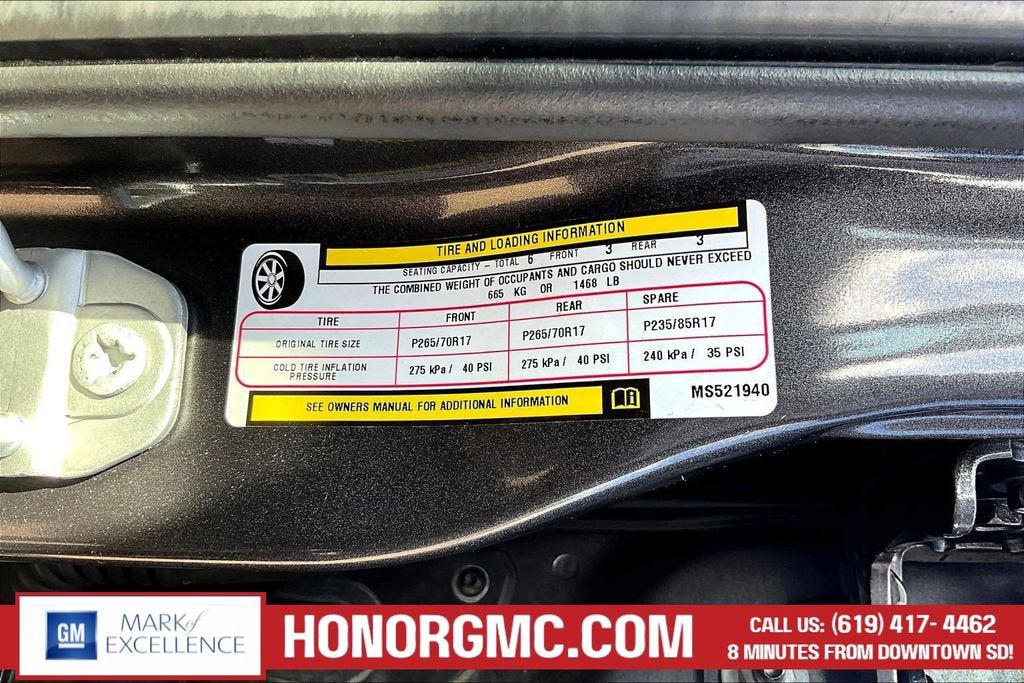 TIRE AND LOADING INFORMATION
SEATING CAPACITY - TOTAL 6 FRONT 3 REAR 3
THE COMBINED WEIGHT OF OCCUPANTS AND CARGO SHOULD NEVER EXCEED
665 KG OR 1468 LB
TIRE FRONT REAR SPARE
ORIGINAL TIRE SIZE P265/70R17 P265/70R17 P235/85R17
COLD TIRE INFLATION PRESSURE 275 kPa / 40 PSI 275 kPa / 40 PSI 240 kPa / 35 PSI
SEE OWNERS MANUAL FOR ADDITIONAL INFORMATION
MS521940
GM MARK of EXCELLENCE
HONORGMC.COM
CALL US: (619) 417- 4462
8 MINUTES FROM DOWNTOWN SD!